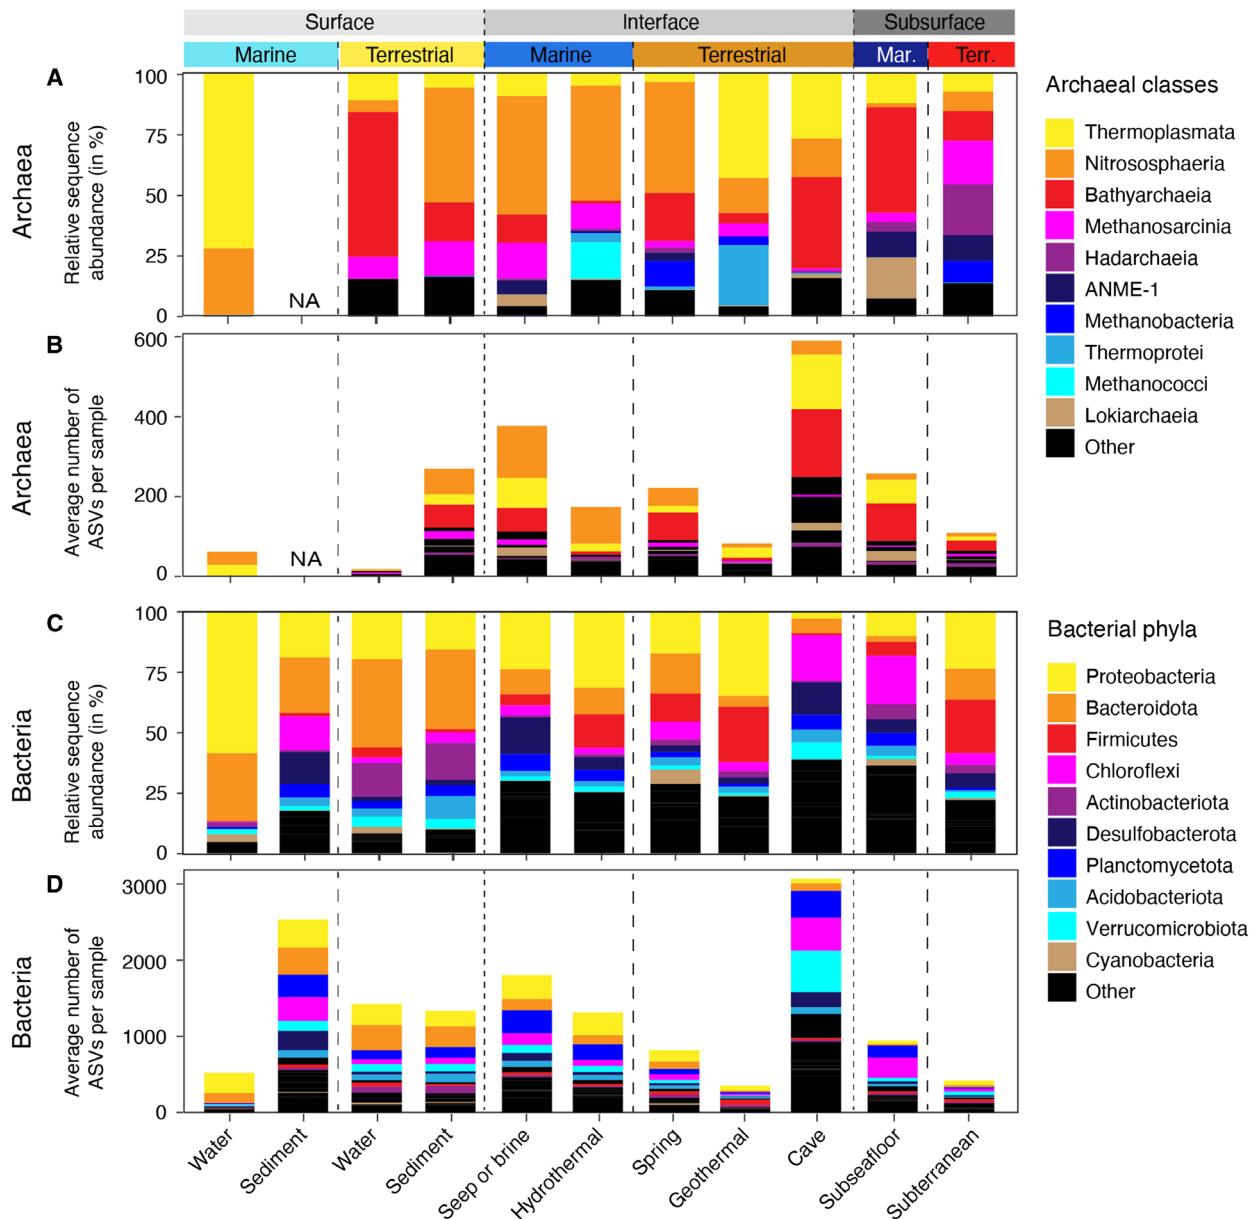 Surface Interface Subsurface
Marine Terrestrial Marine Terrestrial Mar. Terr.
A
Archaea
Relative sequence
abundance (in %)
100
75
50
25
0
NA
Archaeal classes
Thermoplasmata
Nitrososphaeria
Bathyarchaeia
Methanosarcinia
Hadarchaeia
ANME-1
Methanobacteria
Thermoprotei
Methanococci
Lokiarchaeia
Other
B
Archaea
Average number of
ASVs per sample
600
400
200
0
NA
C
Bacteria
Relative sequence
abundance (in %)
100
75
50
25
0
Bacterial phyla
Proteobacteria
Bacteroidota
Firmicutes
Chloroflexi
Actinobacteriota
Desulfobacterota
Planctomycetota
Acidobacteriota
Verrucomicrobiota
Cyanobacteria
Other
D
Bacteria
Average number of
ASVs per sample
3000
2000
1000
0
Water
Sediment
Water
Sediment
Seep or brine
Hydrothermal
Spring
Geothermal
Cave
Subseafloor
Subterranean